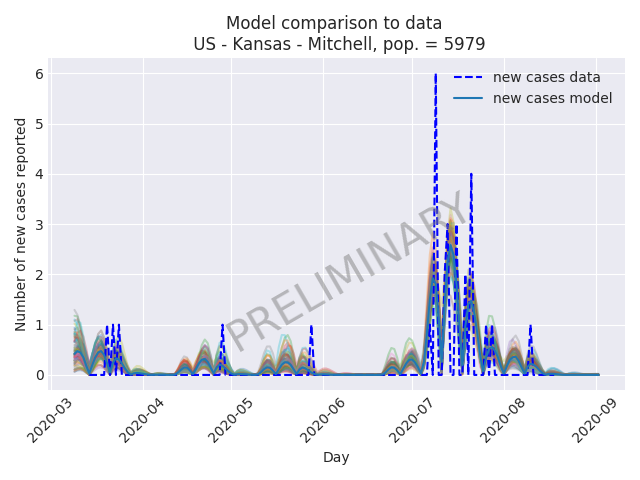 Model comparison to data
US - Kansas - Mitchell, pop. = 5979
new cases data
new cases model
PRELIMINARY
Number of new cases reported
6
5
4
3
2
1
0
2020-03
2020-04
2020-05
2020-06
2020-07
2020-08
2020-09
Day